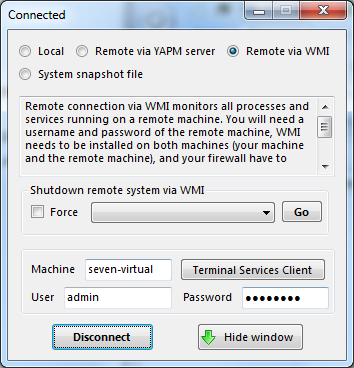 Connected
Local Remote via YAPM server Remote via WMI
System snapshot file
Remote connection via WMI monitors all processes and
services running on a remote machine. You will need a
username and password of the remote machine, WMI
needs to be installed on both machines (your machine
and the remote machine), and your firewall have to
Shutdown remote system via WMI
Force Go
Machine seven-virtual Terminal Services Client
User admin Password ●●●●●●●●
Disconnect Hide window